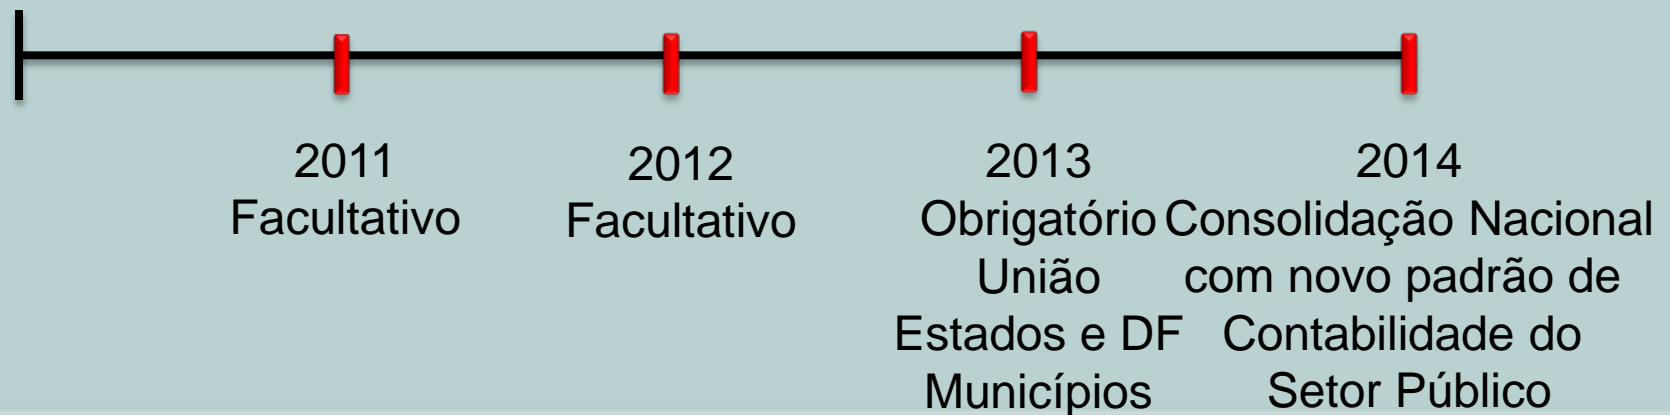 2011
Facultativo
2012
Facultativo
2013
Obrigatório
União
Estados e DF
Municípios
2014
Consolidação Nacional
com novo padrão de
Contabilidade do
Setor Público